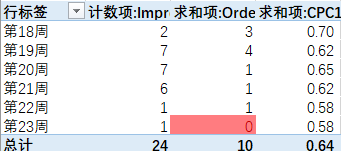 行标签 计数项:Impre 求和项:Orde 求和项:CPC1
第18周 2 3 0.70
第19周 7 4 0.62
第20周 7 1 0.65
第21周 6 1 0.62
第22周 1 1 0.58
第23周 1 0 0.58
总计 24 10 0.64